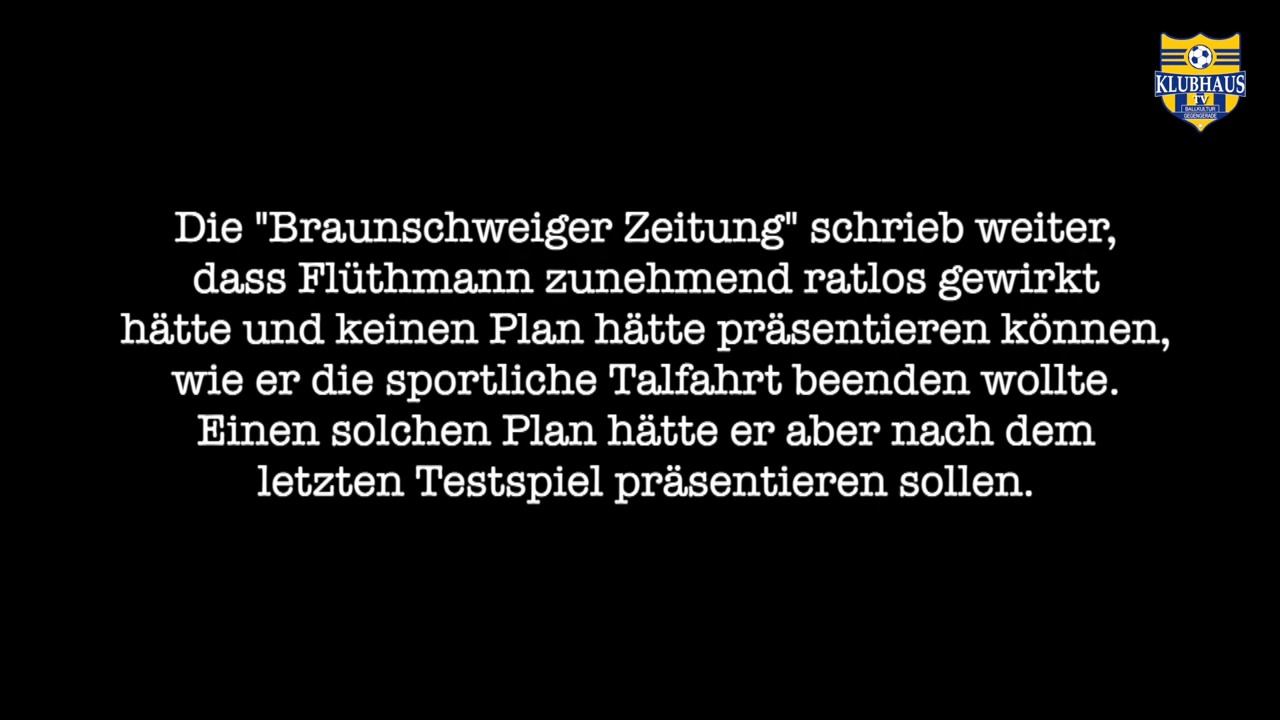 KLUBHAUS
TV
BALLKULTUR
GEGENGERADE
Die "Braunschweiger Zeitung" schrieb weiter,
dass Flüthmann zunehmend ratlos gewirkt
hätte und keinen Plan hätte präsentieren können,
wie er die sportliche Talfahrt beenden wollte.
Einen solchen Plan hätte er aber nach dem
letzten Testspiel präsentieren sollen.